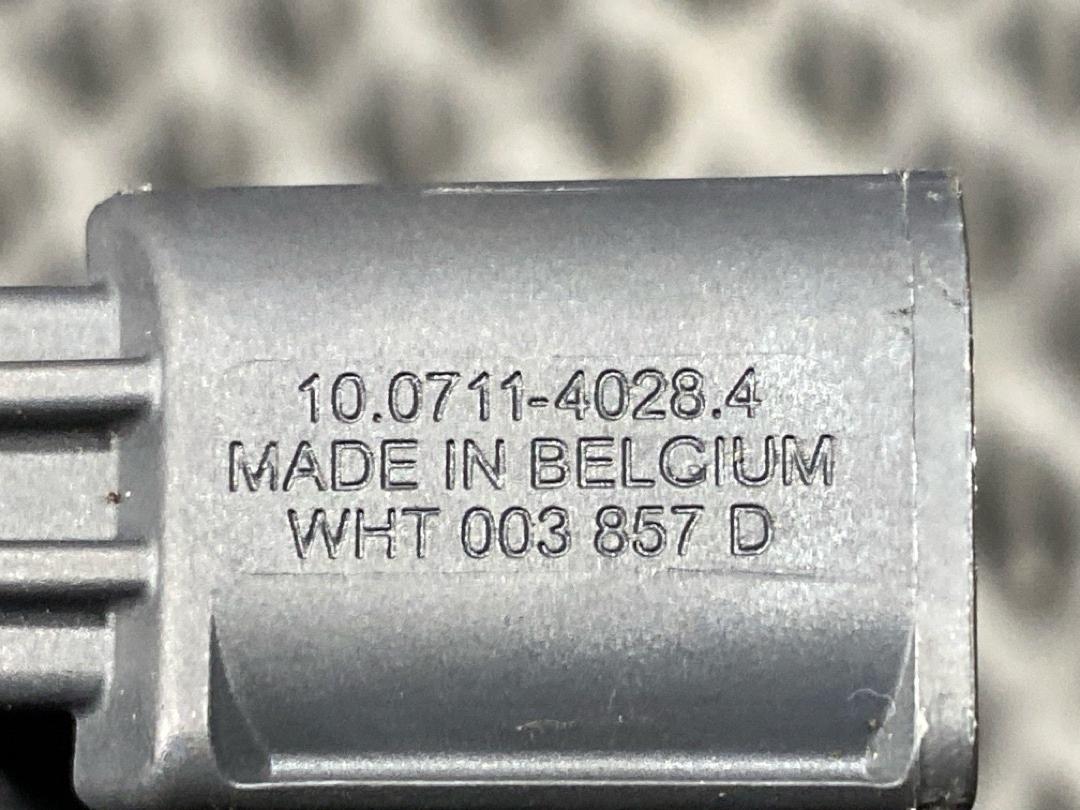 10.0711-4028.4
MADE IN BELGIUM
WHT 003 857 D